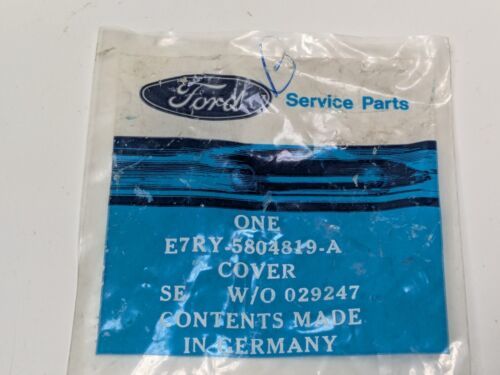 Ford
Service Parts
ONE
E7RY-5804819-A
COVER
SE W/O 029247
CONTENTS MADE
IN GERMANY